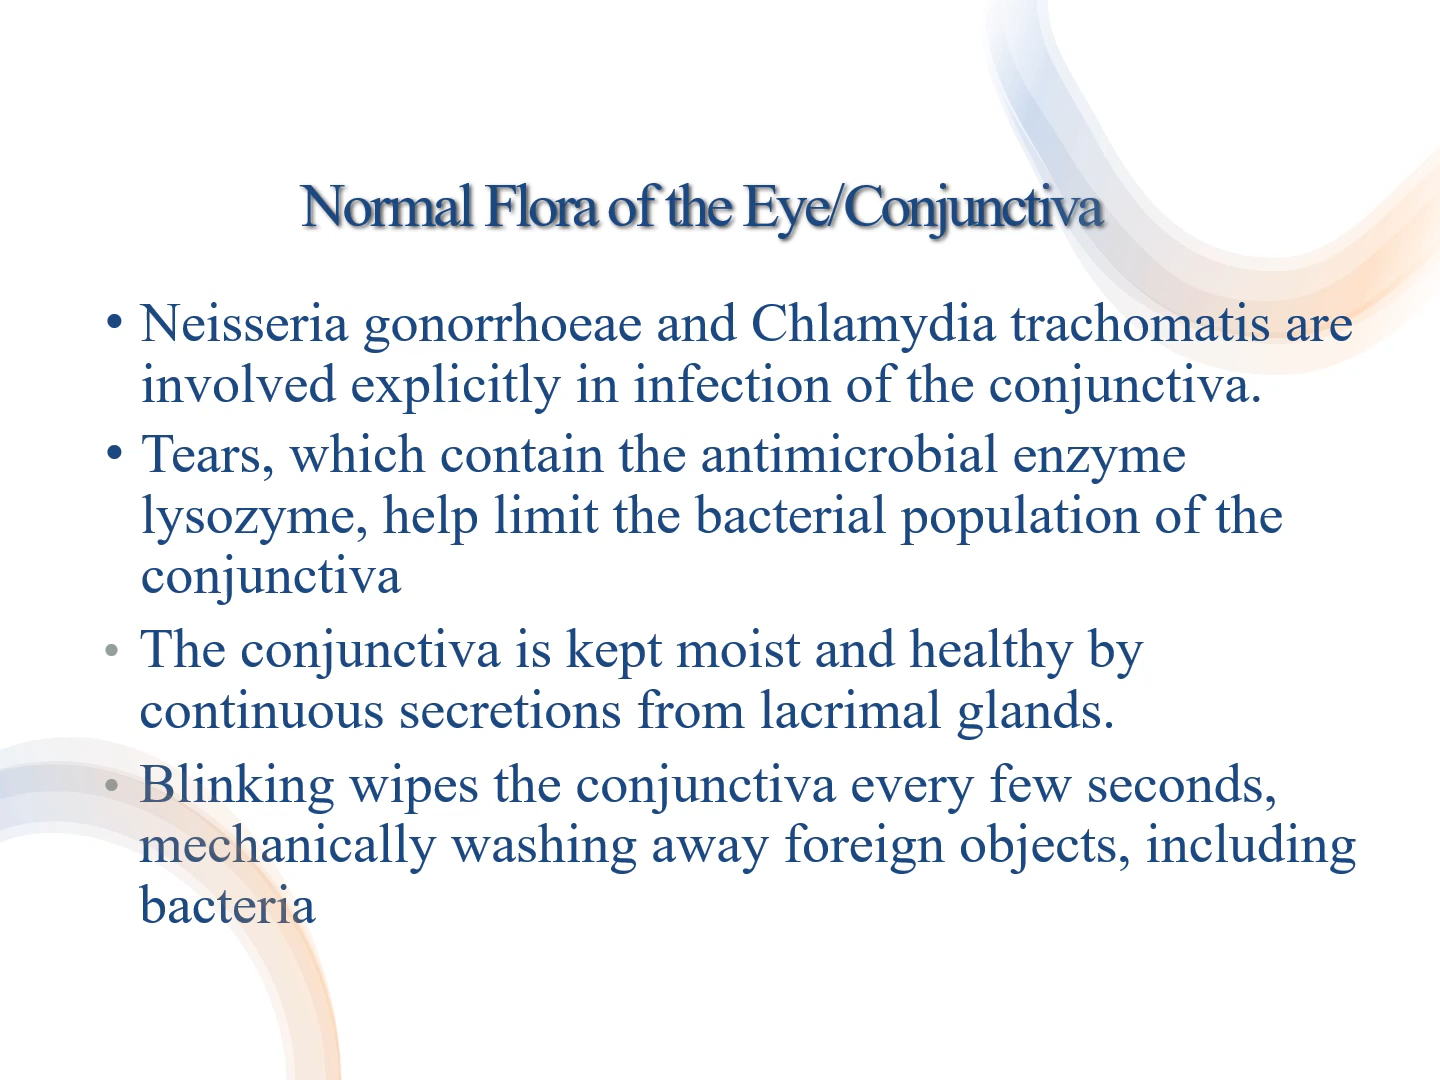 Normal Flora of the Eye/Conjunctiva
• Neisseria gonorrhoeae and Chlamydia trachomatis are
involved explicitly in infection of the conjunctiva.
• Tears, which contain the antimicrobial enzyme
lysozyme, help limit the bacterial population of the
conjunctiva
• The conjunctiva is kept moist and healthy by
continuous secretions from lacrimal glands.
• Blinking wipes the conjunctiva every few seconds,
mechanically washing away foreign objects, including
bacteria